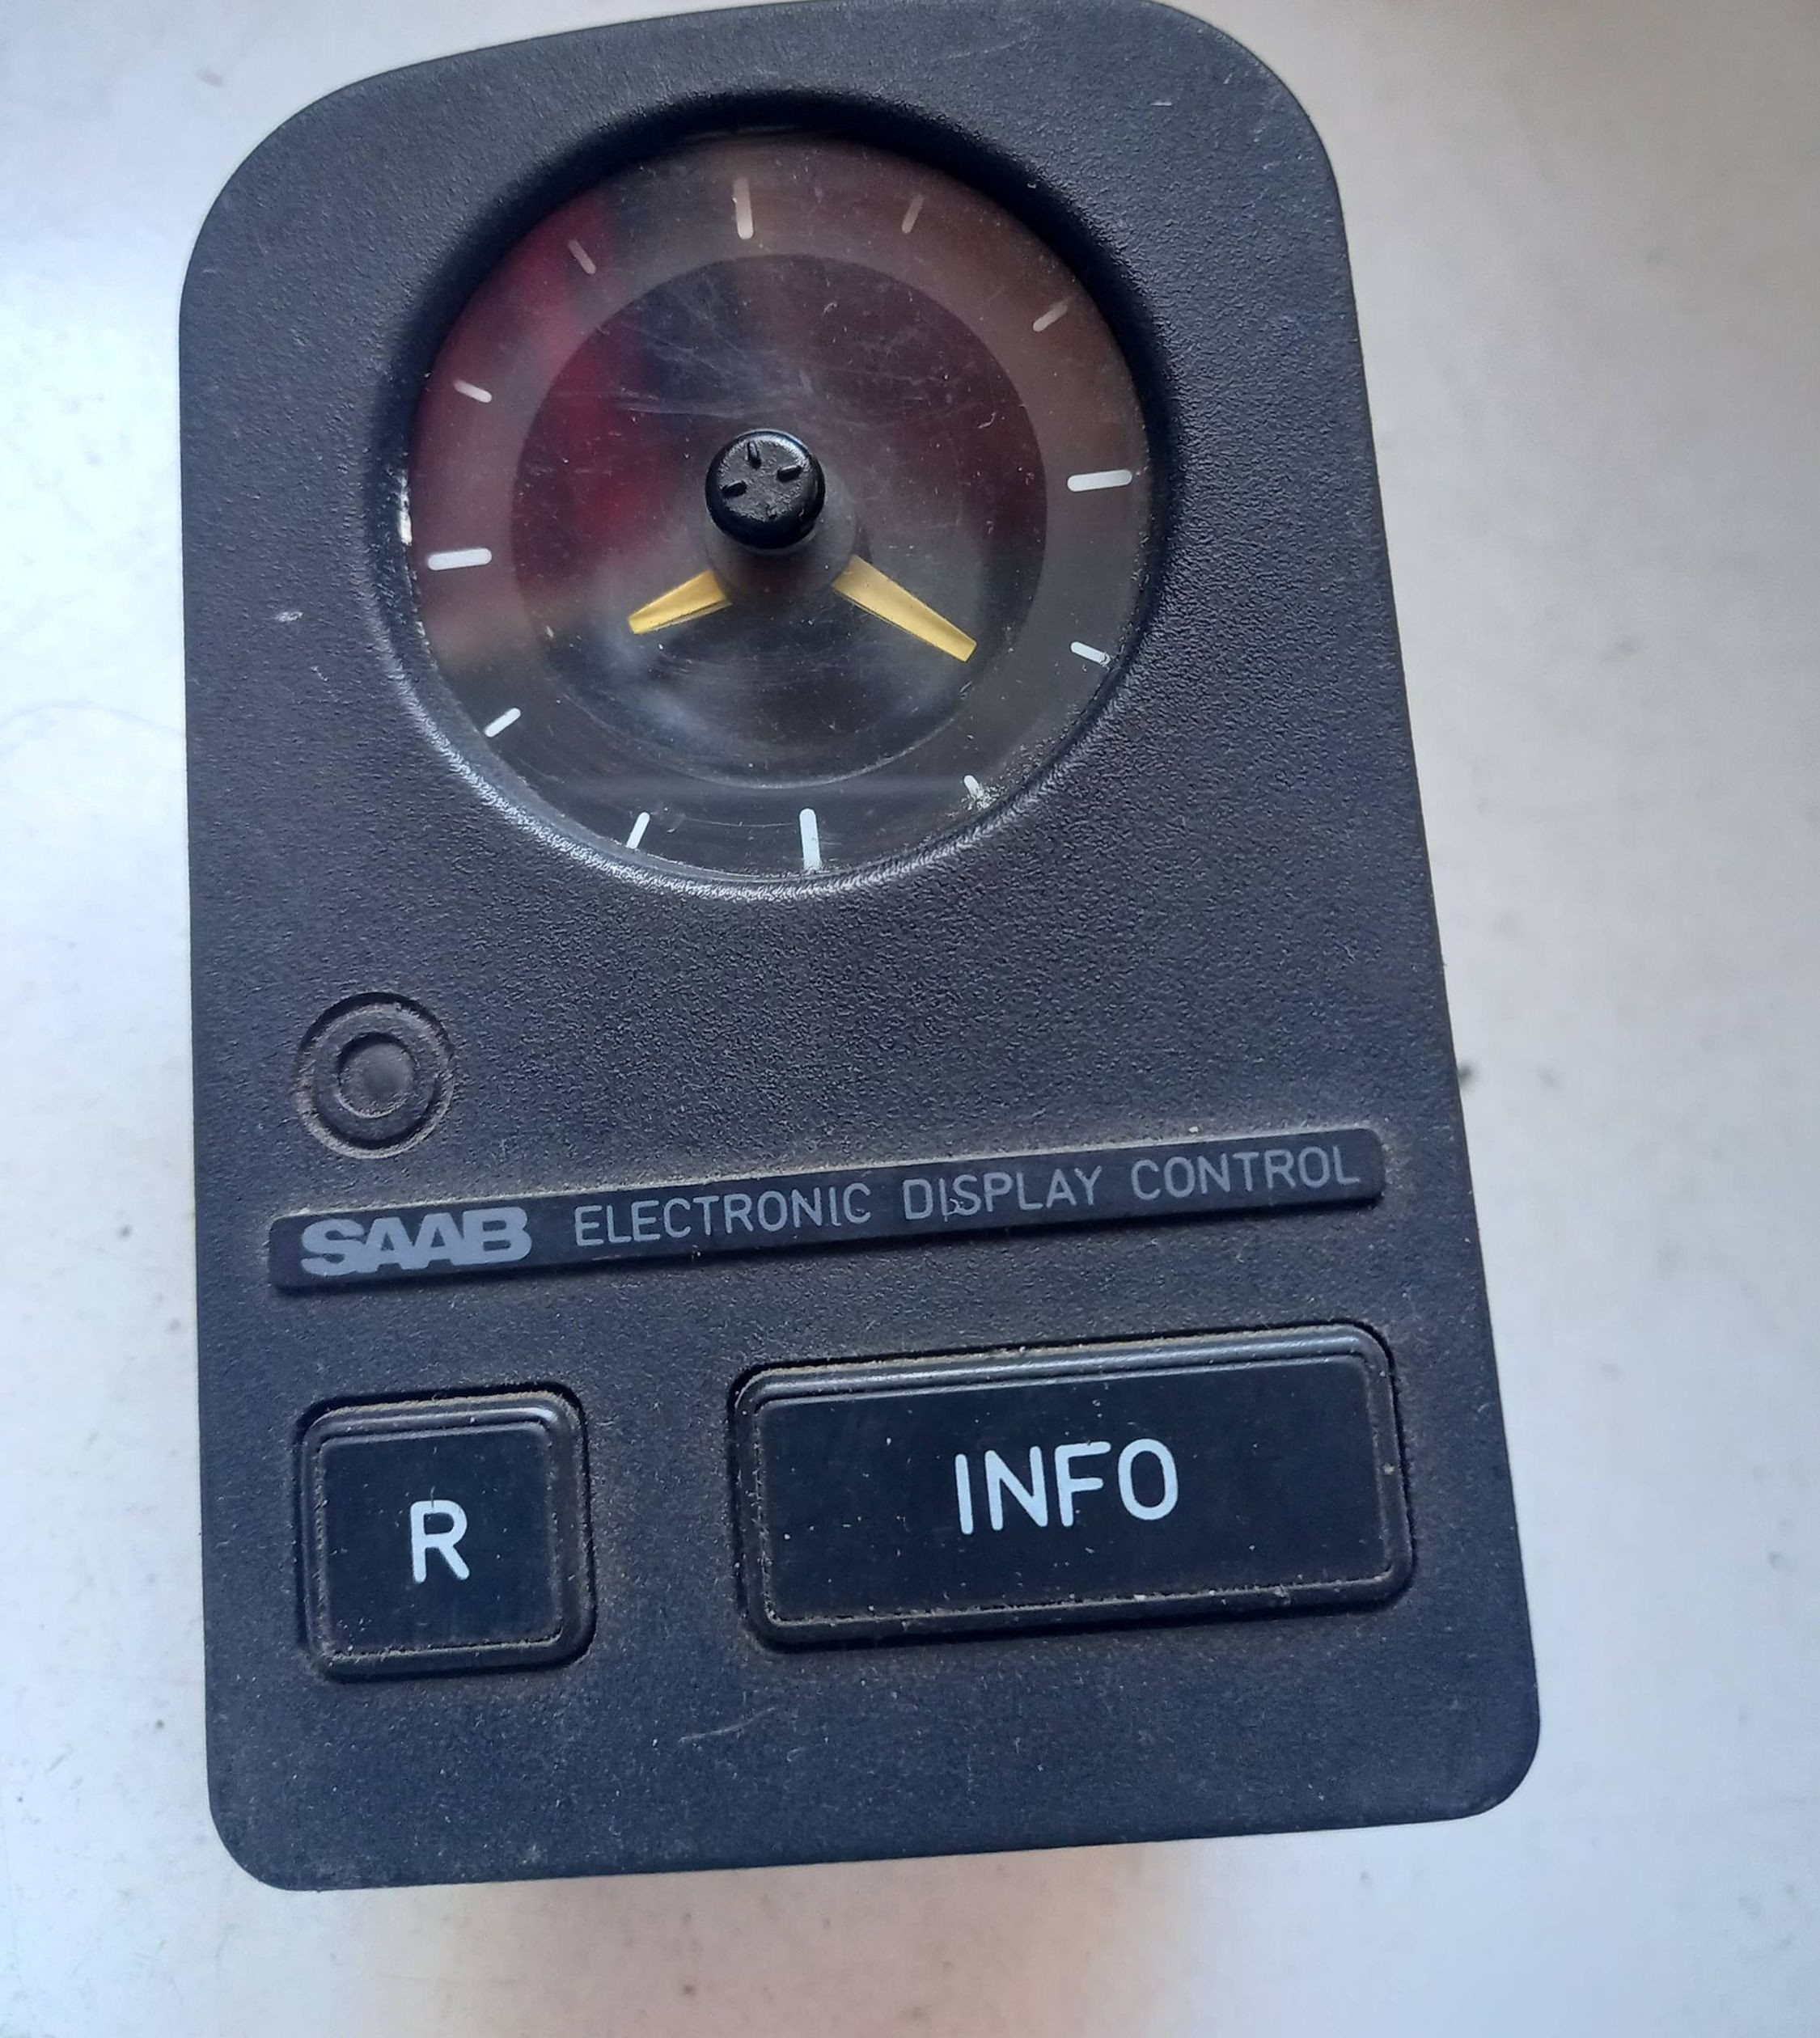 SAAB ELECTRONIC DISPLAY CONTROL
R INFO